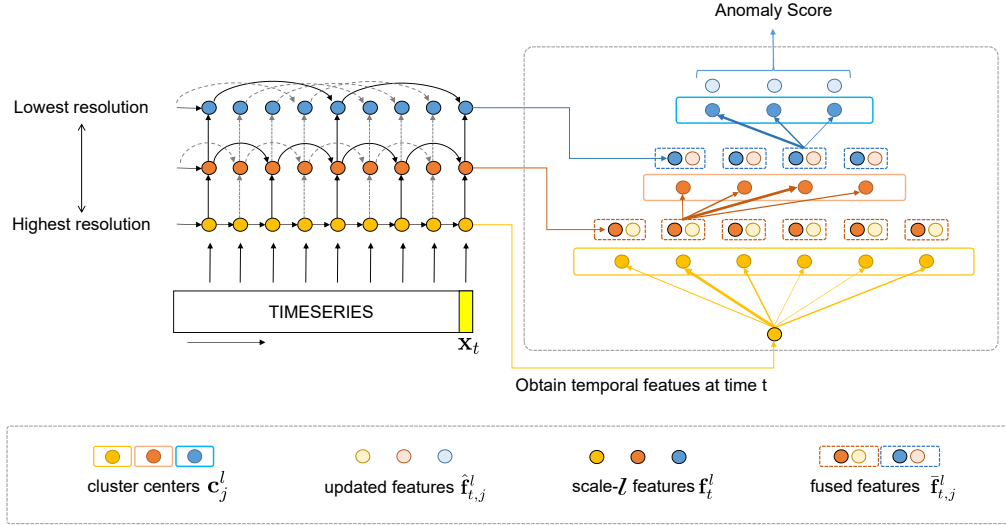 Anomaly Score
Lowest resolution
Highest resolution
TIMESERIES
𝐱_t
Obtain temporal featues at time t
cluster centers 𝐜_j^l
updated features 𝐟̂_{t,j}^l
scale-𝒍 features 𝐟_t^l
fused features 𝐟̄_{t,j}^l